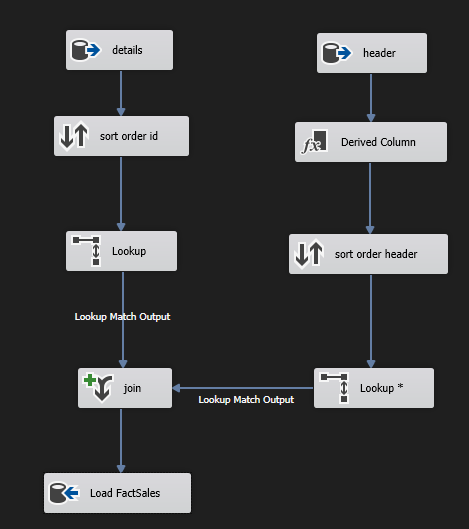 details
header
sort order id
Derived Column
fx
Lookup
sort order header
Lookup Match Output
join
Lookup Match Output
Lookup *
Load FactSales